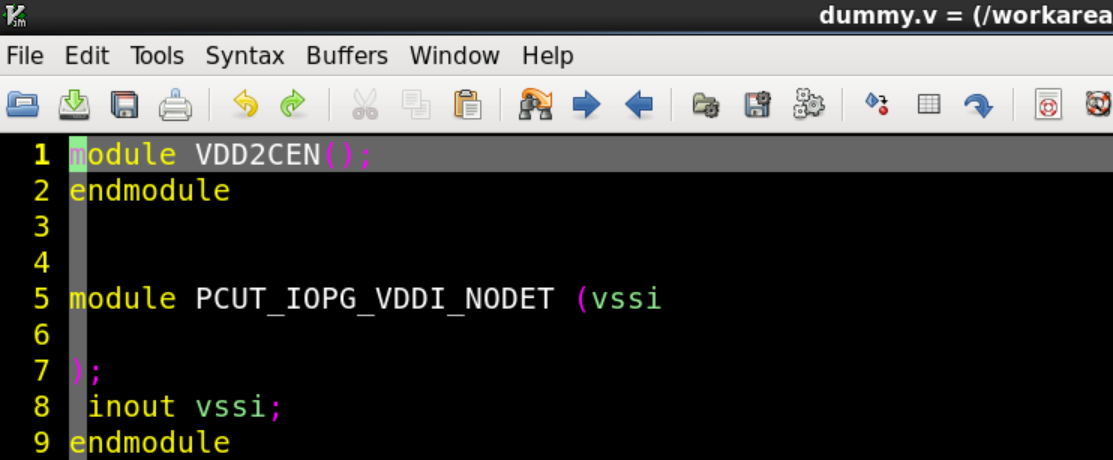 dummy.v = (/workarea
File Edit Tools Syntax Buffers Window Help
1 module VDD2CEN();
2 endmodule
3
4
5 module PCUT_IOPG_VDDI_NODET (vssi
6
7 );
8  inout vssi;
9 endmodule